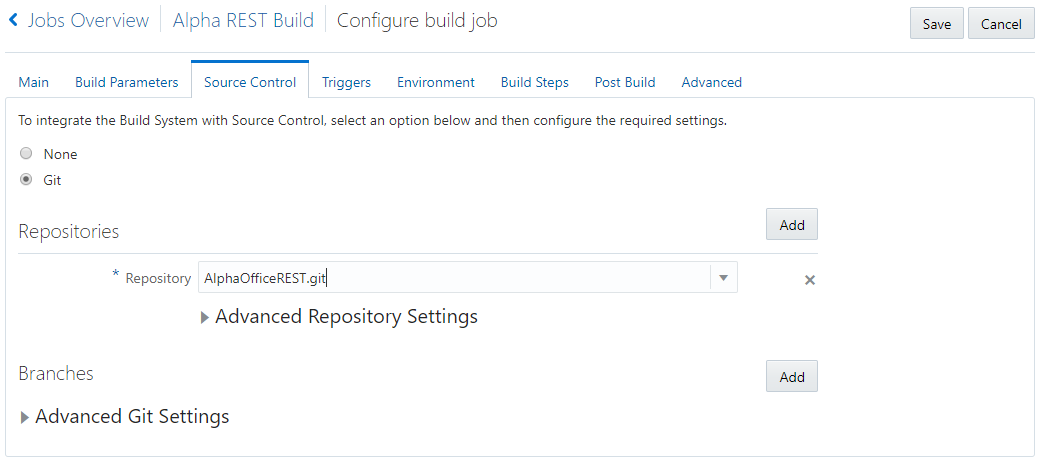 Jobs Overview Alpha REST Build Configure build job Save Cancel
Main Build Parameters Source Control Triggers Environment Build Steps Post Build Advanced
To integrate the Build System with Source Control, select an option below and then configure the required settings.
None
Git
Repositories Add
* Repository AlphaOfficeREST.git
Advanced Repository Settings
Branches Add
Advanced Git Settings